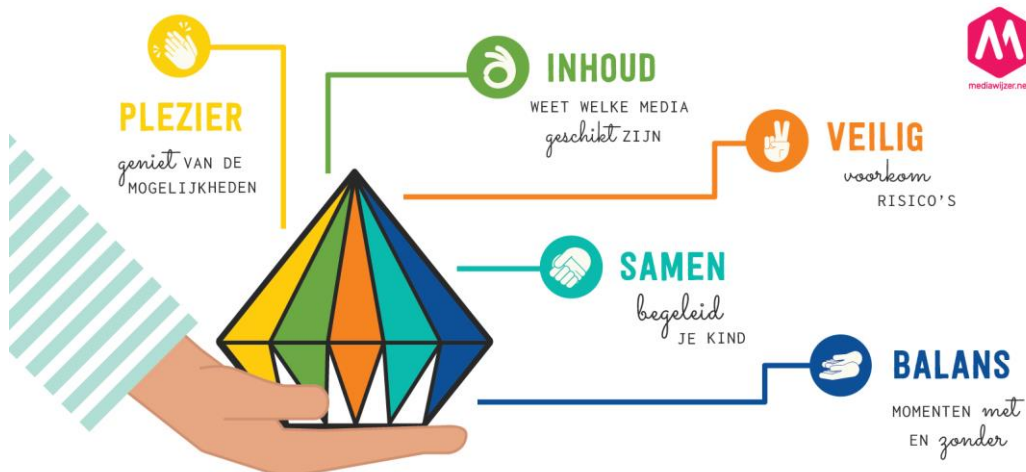 PLEZIER
geniet VAN DE
MOGELIJKHEDEN
INHOUD
WEET WELKE MEDIA
geschikt ZIJN
VEILIG
voorkom
RISICO'S
SAMEN
begeleid
JE KIND
BALANS
MOMENTEN met
EN zonder
mediawijzer.ne